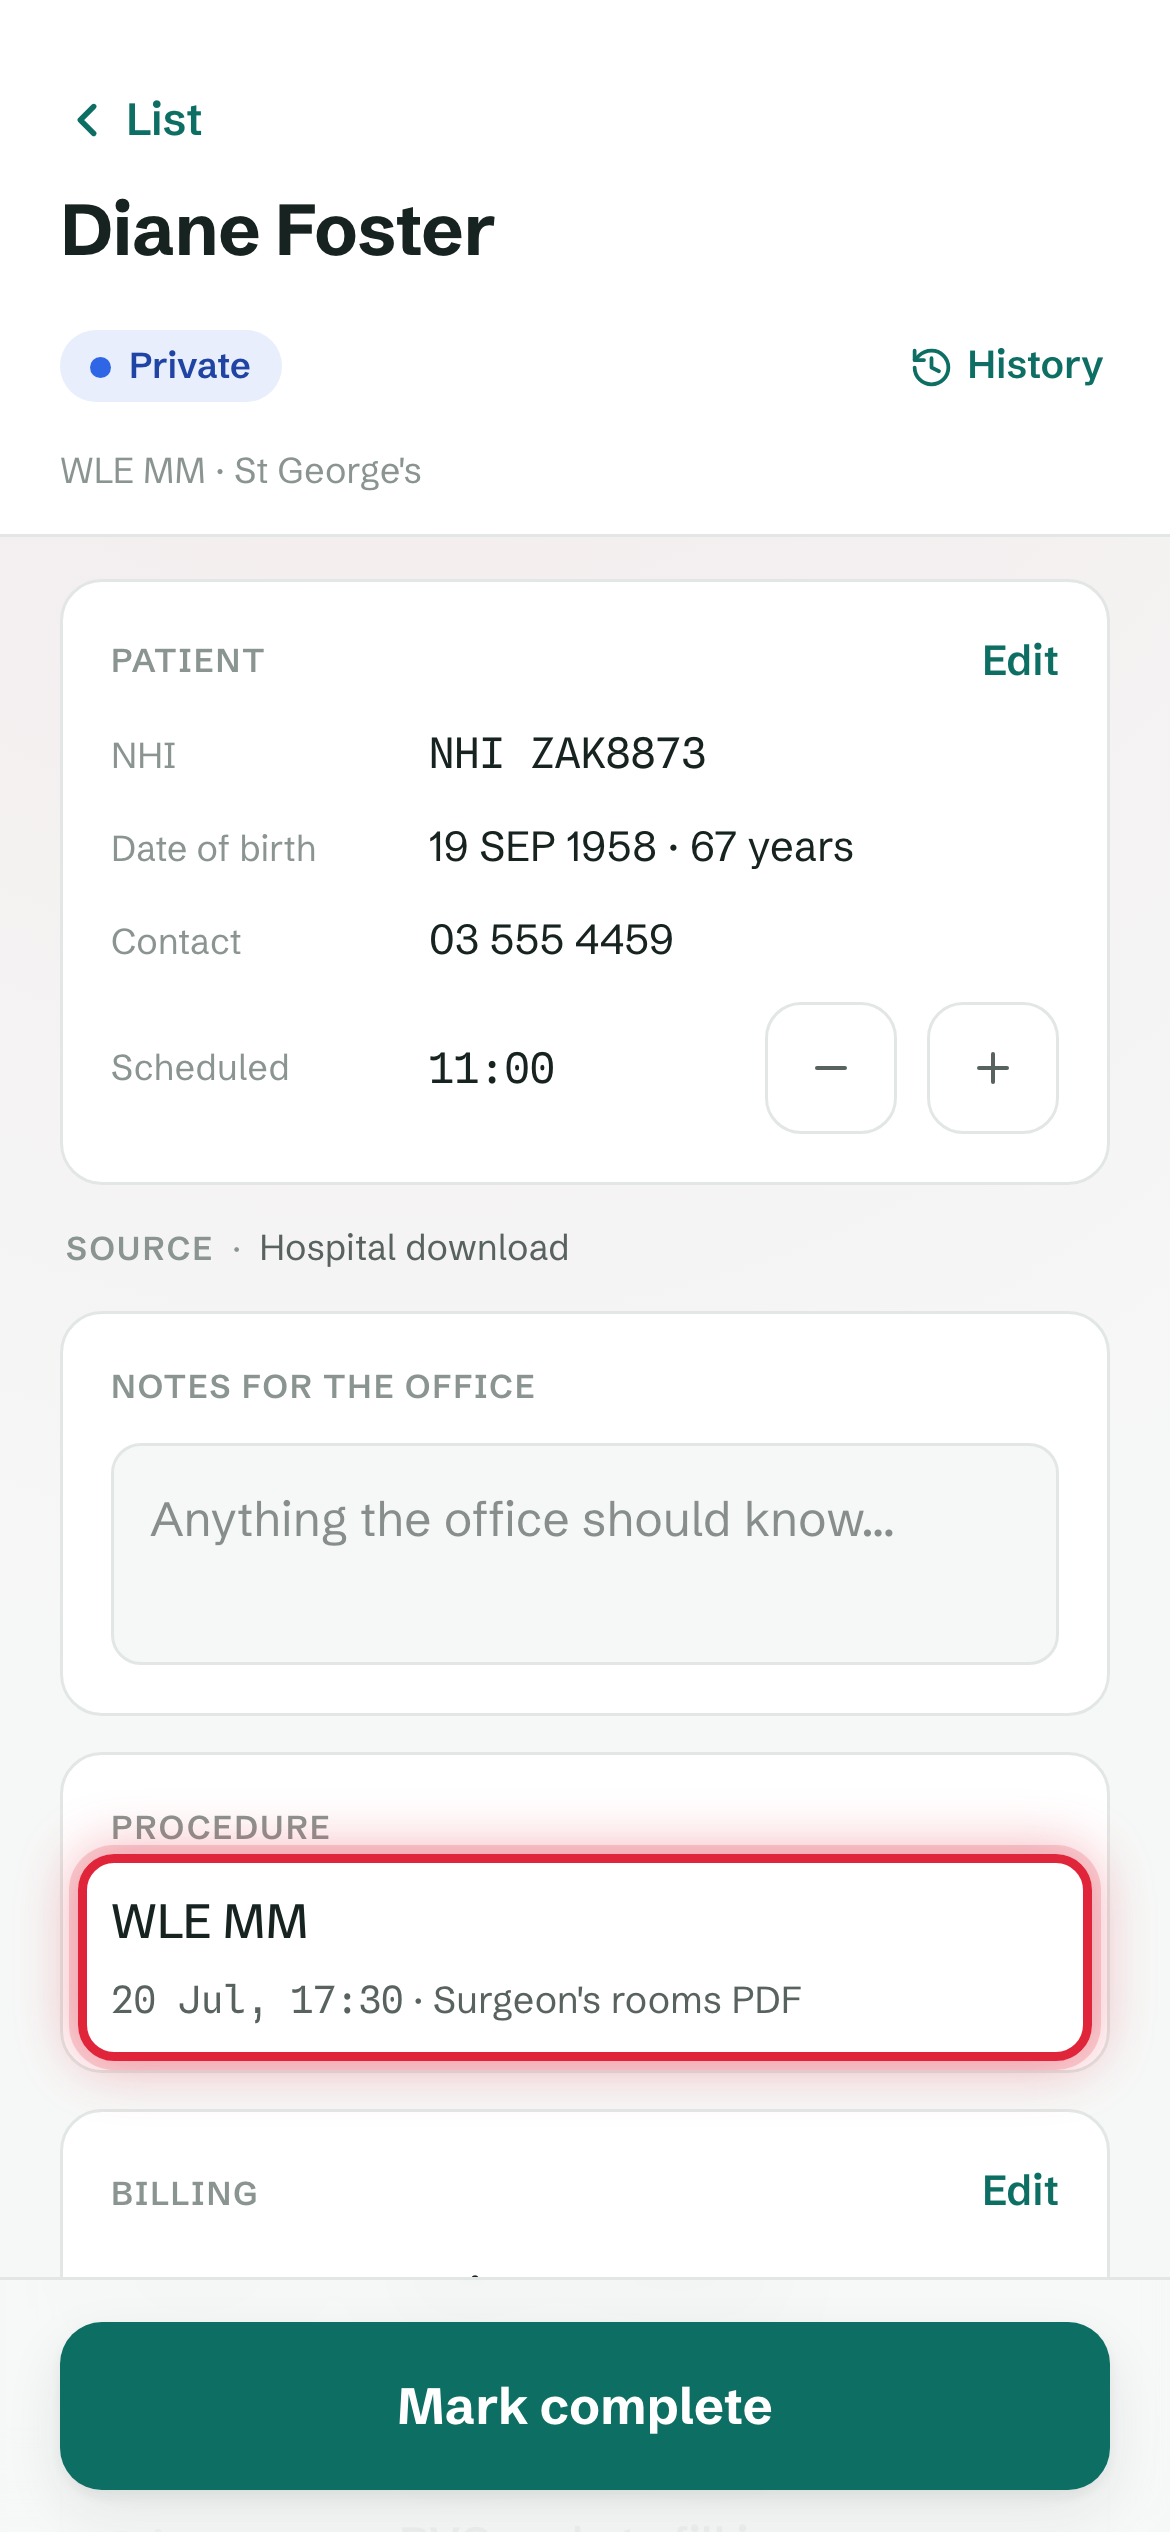 List
Diane Foster
Private
History
WLE MM · St George's
PATIENT
Edit
NHI
NHI ZAK8873
Date of birth
19 SEP 1958 · 67 years
Contact
03 555 4459
Scheduled
11:00
SOURCE · Hospital download
NOTES FOR THE OFFICE
Anything the office should know...
PROCEDURE
WLE MM
20 Jul, 17:30 · Surgeon's rooms PDF
BILLING
Edit
Mark complete